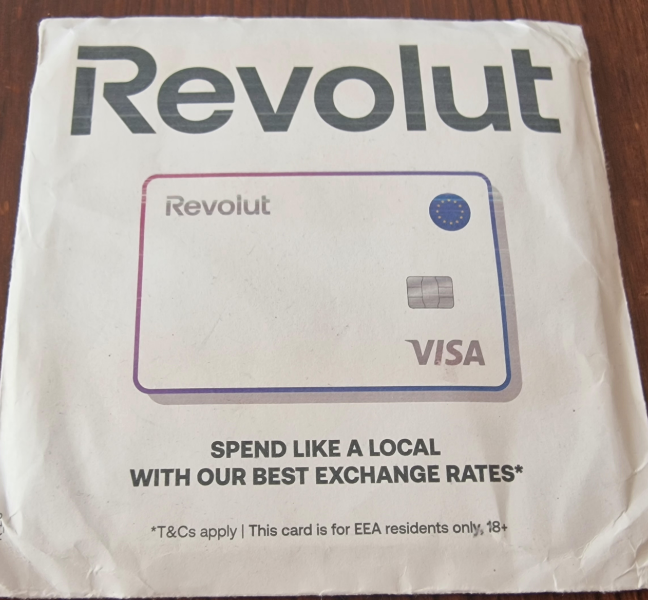 Revolut
Revolut
VISA
SPEND LIKE A LOCAL
WITH OUR BEST EXCHANGE RATES*
*T&Cs apply | This card is for EEA residents only, 18+